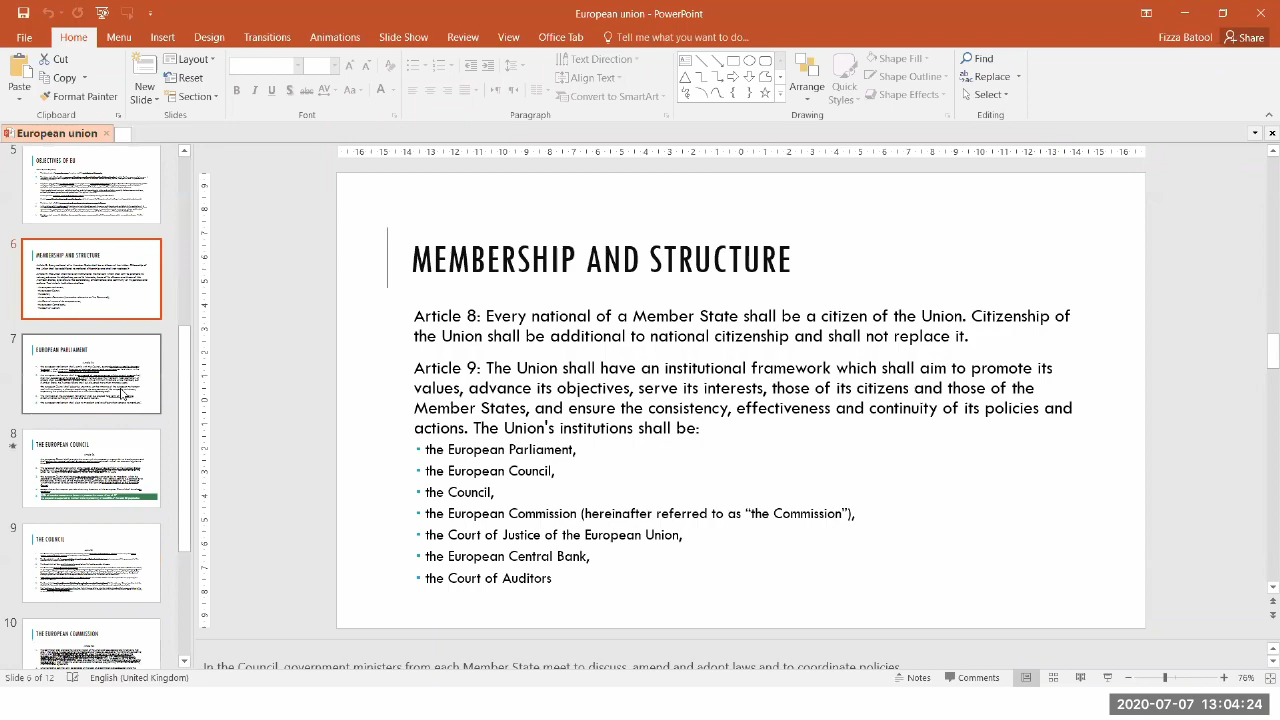 European union - PowerPoint
Fizza Batool
Share
File
Home
Menu
Insert
Design
Transitions
Animations
Slide Show
Review
View
Office Tab
Tell me what you want to do...
Paste
Cut
Copy
Format Painter
Clipboard
New
Slide
Layout
Reset
Section
Slides
B I U S abc AV Aa A
Font
Text Direction
Align Text
Convert to SmartArt
Paragraph
Arrange
Quick
Styles
Shape Fill
Shape Outline
Shape Effects
Drawing
Find
Replace
Select
Editing
European union
5
OBJECTIVES OF EU
6
MEMBERSHIP AND STRUCTURE
7
EUROPEAN PARLIAMENT
8
THE EUROPEAN COUNCIL
9
THE COUNCIL
10
THE EUROPEAN COMMISSION
MEMBERSHIP AND STRUCTURE
Article 8: Every national of a Member State shall be a citizen of the Union. Citizenship of
the Union shall be additional to national citizenship and shall not replace it.
Article 9: The Union shall have an institutional framework which shall aim to promote its
values, advance its objectives, serve its interests, those of its citizens and those of the
Member States, and ensure the consistency, effectiveness and continuity of its policies and
actions. The Union's institutions shall be:
the European Parliament,
the European Council,
the Council,
the European Commission (hereinafter referred to as “the Commission”),
the Court of Justice of the European Union,
the European Central Bank,
the Court of Auditors
In the Council, government ministers from each Member State meet to discuss, amend and adopt laws and to coordinate policies.
Slide 6 of 12
English (United Kingdom)
Notes
Comments
76%
2020-07-07 13:04:24